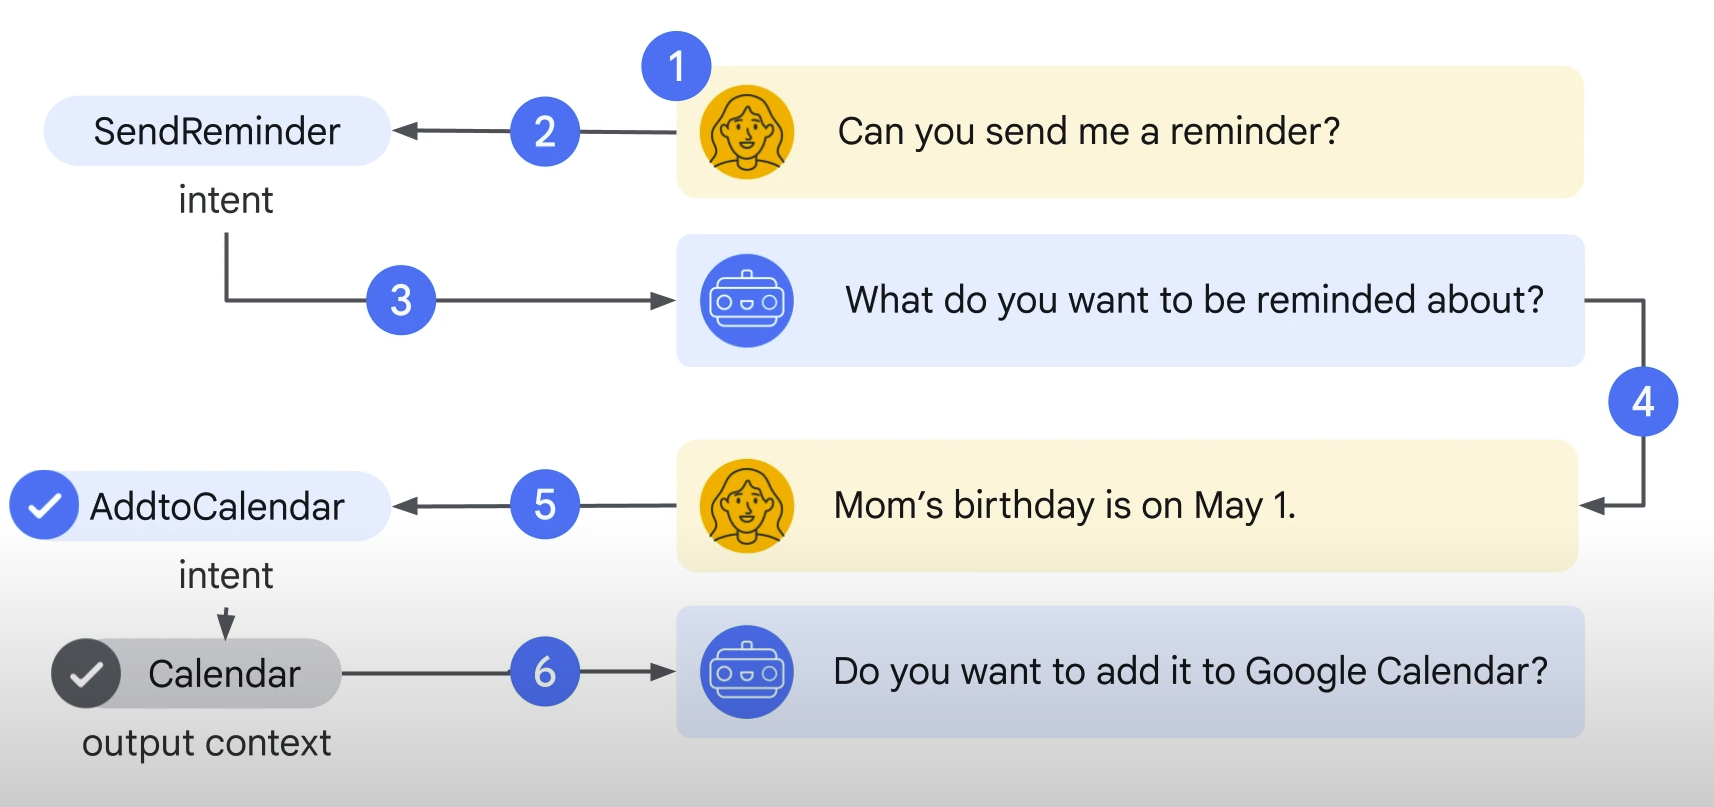 1
Can you send me a reminder?
2
SendReminder
intent
3
What do you want to be reminded about?
4
Mom’s birthday is on May 1.
5
AddtoCalendar
intent
Calendar
output context
6
Do you want to add it to Google Calendar?